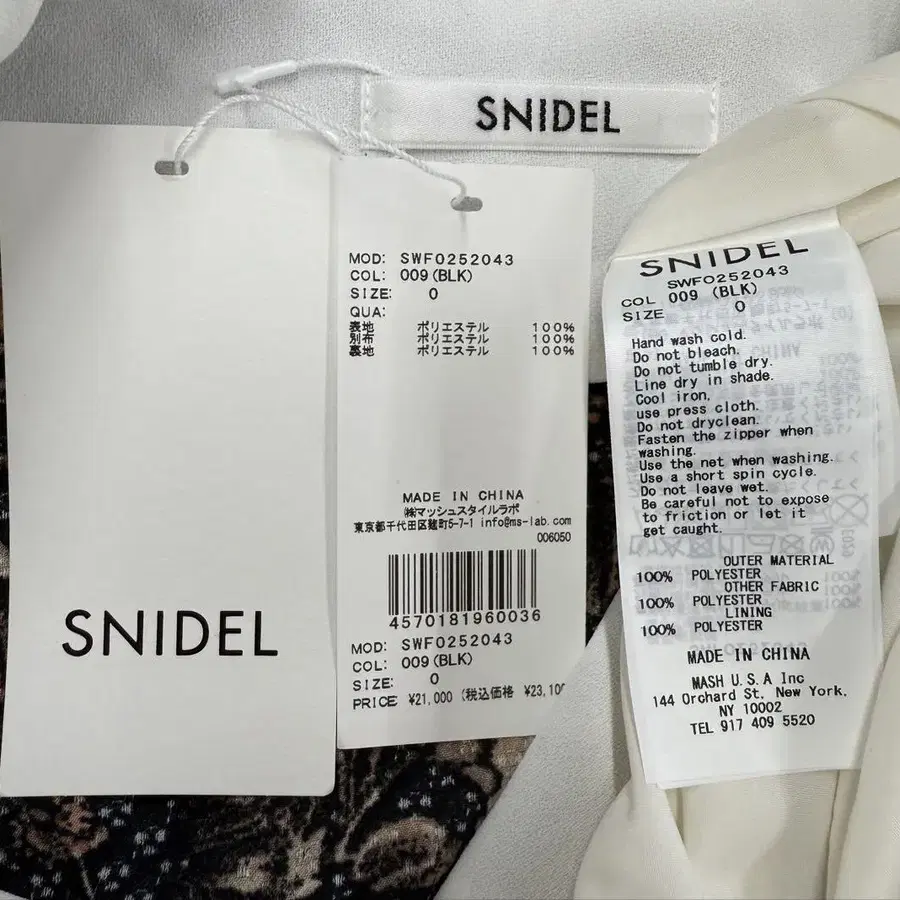 SNIDEL
SNIDEL
MOD: SWF0252043
COL: 009(BLK)
SIZE: 0
QUA:
表地 ポリエステル 100%
別布 ポリエステル 100%
裏地 ポリエステル 100%
MADE IN CHINA
㈱マッシュスタイルラボ
東京都千代田区麹町5-7-1 info@ms-lab.com
006050
4570181960036
MOD: SWF0252043
COL: 009(BLK)
SIZE: 0
PRICE ¥21,000 (税込価格 ¥23,10
SNIDEL
SWF0252043
COL 009 (BLK)
SIZE 0
Hand wash cold.
Do not bleach.
Do not tumble dry.
Line dry in shade.
Cool iron,
use press cloth.
Do not dryclean.
Fasten the zipper when
washing.
Use the net when washing.
Use a short spin cycle.
Do not leave wet.
Be careful not to expose
to friction or let it
get caught.
OUTER MATERIAL
100% POLYESTER
OTHER FABRIC
100% POLYESTER
LINING
100% POLYESTER
MADE IN CHINA
MASH U.S.A Inc
144 Orchard St, New York,
NY 10002
TEL 917 409 5520